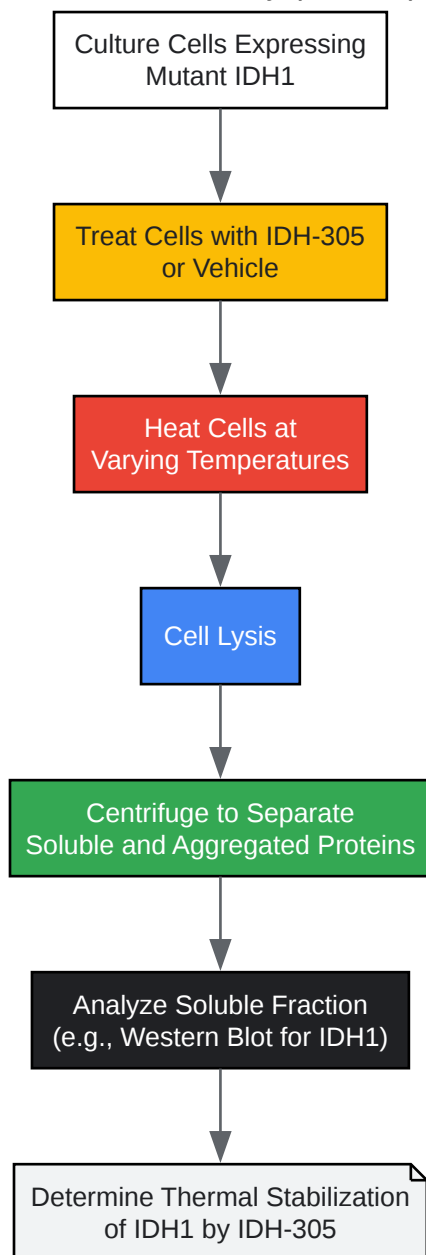 Culture Cells Expressing
Mutant IDH1
Treat Cells with IDH-305
or Vehicle
Heat Cells at
Varying Temperatures
Cell Lysis
Centrifuge to Separate
Soluble and Aggregated Proteins
Analyze Soluble Fraction
(e.g., Western Blot for IDH1)
Determine Thermal Stabilization
of IDH1 by IDH-305